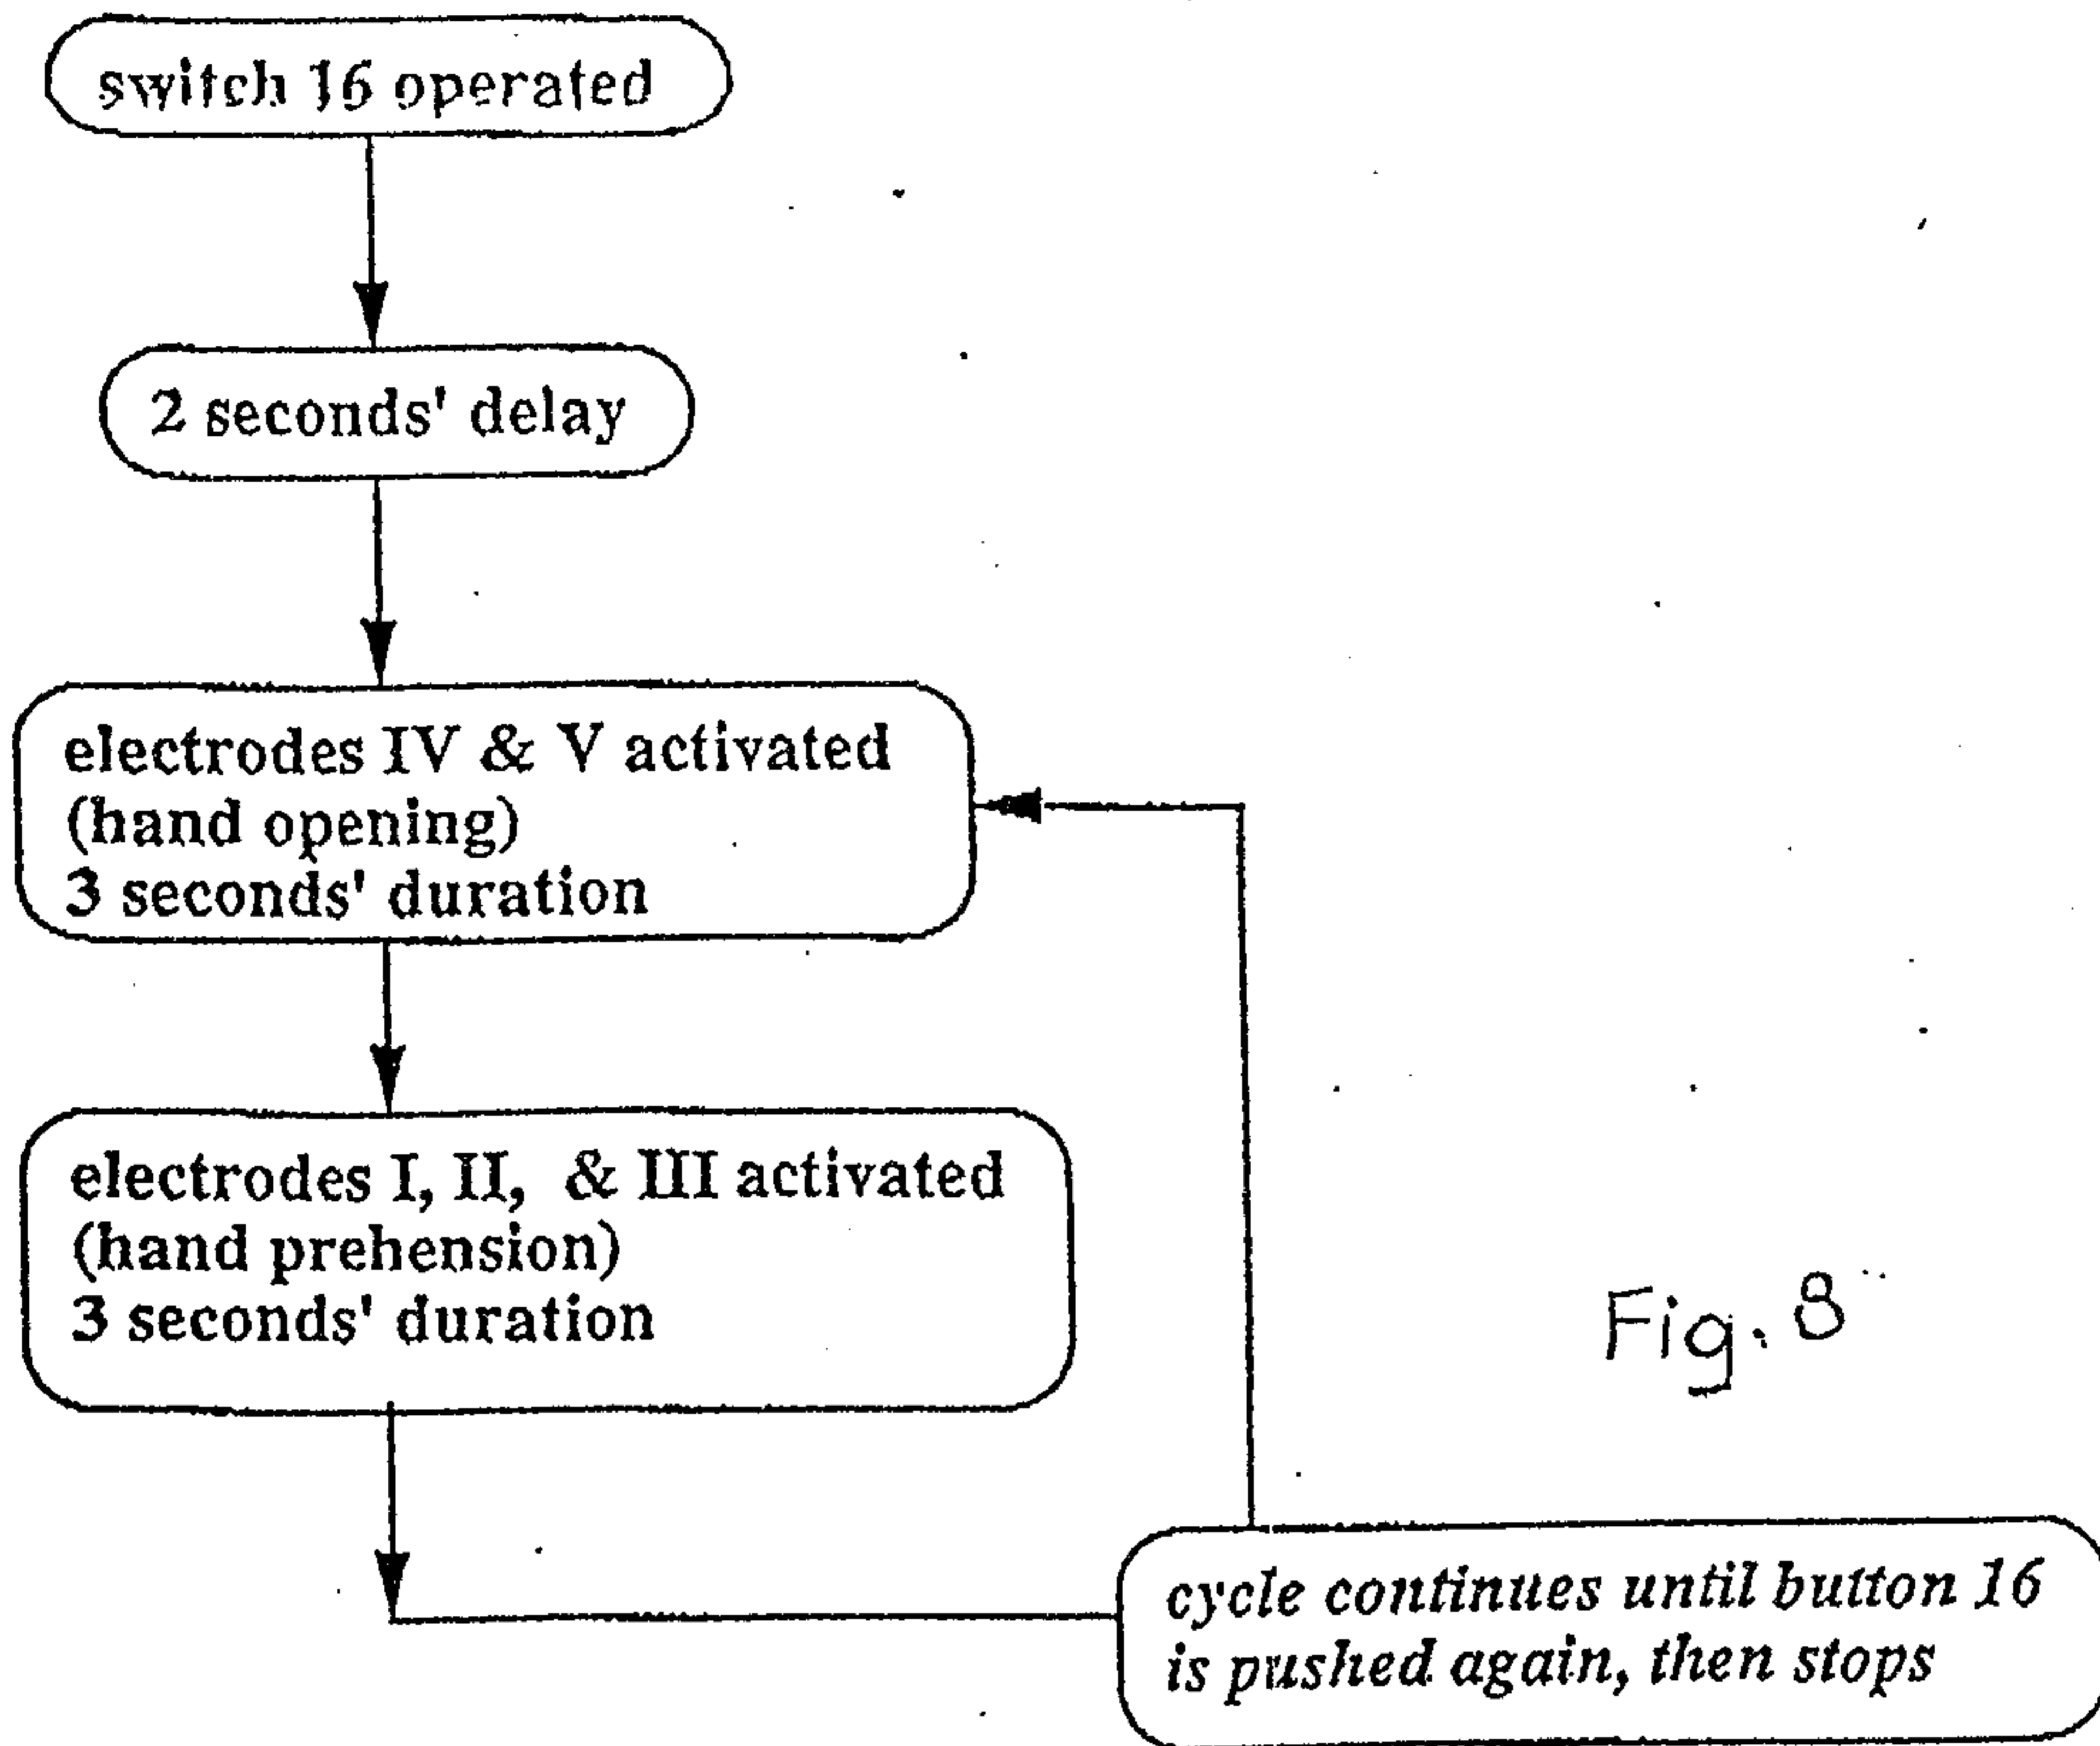 switch 16 operated
2 seconds' delay
electrodes IV & V activated
(hand opening)
3 seconds' duration
electrodes I, II, & III activated
(hand prehension)
3 seconds' duration
Fig. 8
cycle continues until button 16
is pushed again, then stops